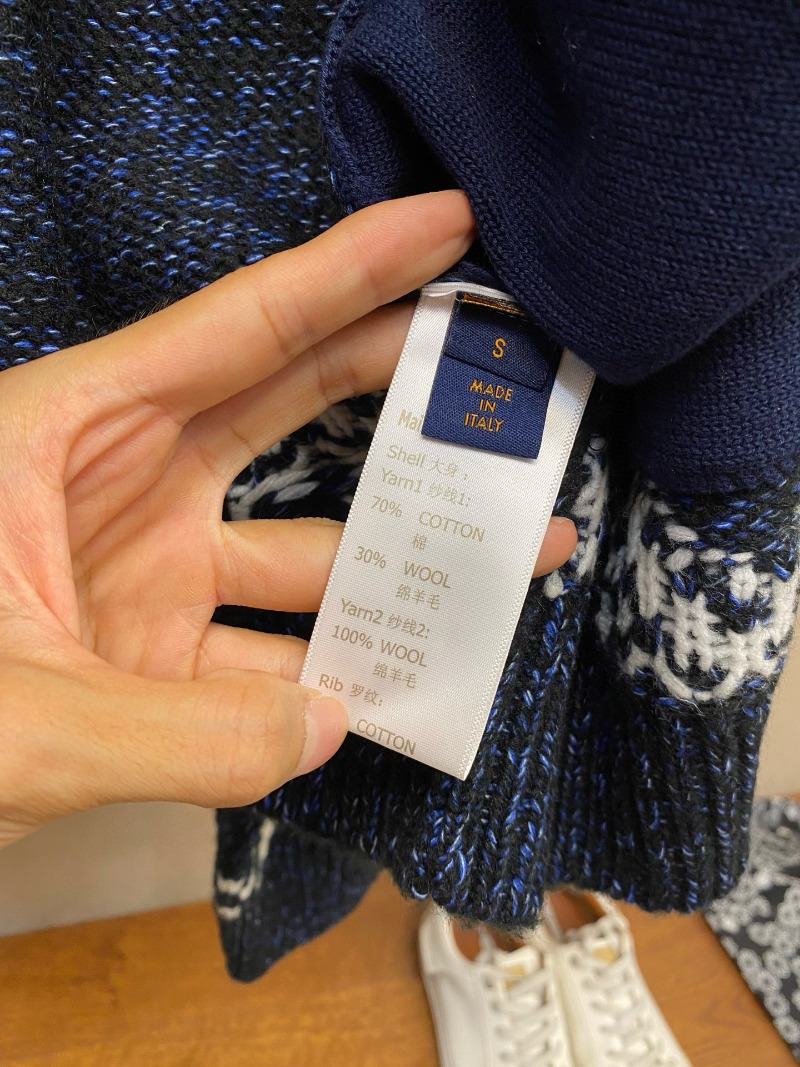 S
MADE
IN
ITALY
Shell 大身:
Yarn1 纱线1:
70% COTTON
棉
30% WOOL
绵羊毛
Yarn2 纱线2:
100% WOOL
绵羊毛
Rib 罗纹:
COTTON